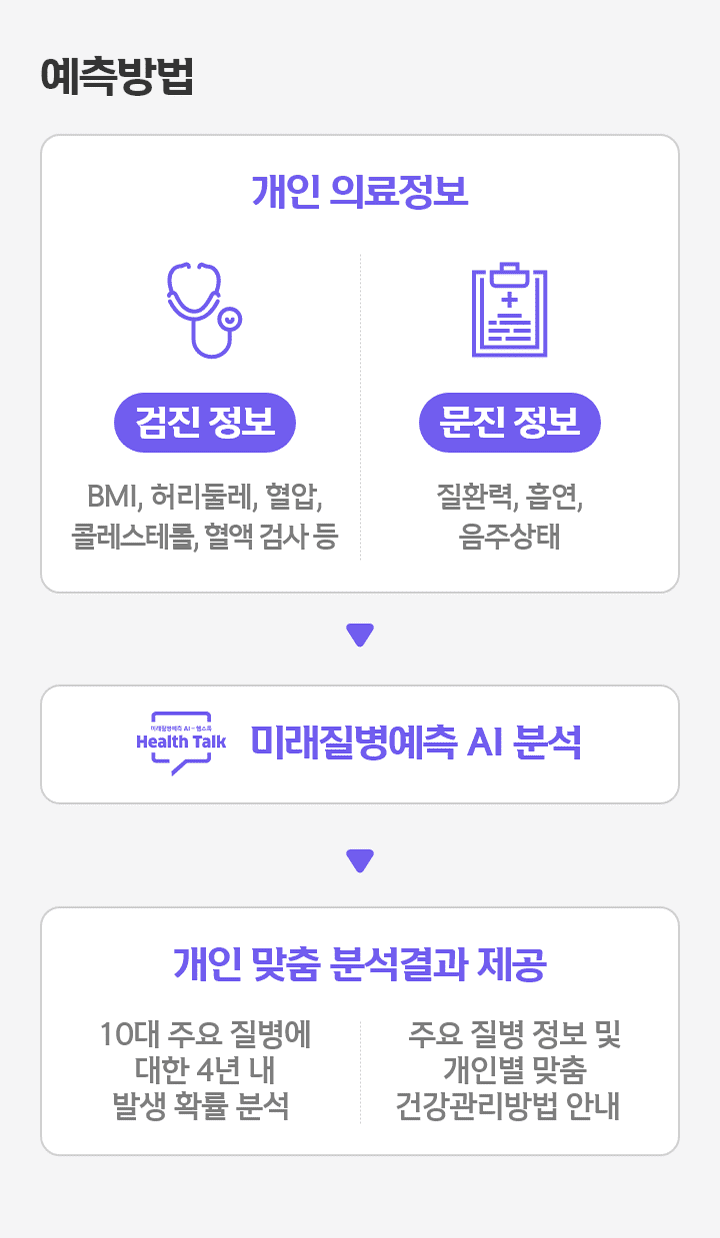 예측방법
개인 의료정보
검진 정보
BMI, 허리둘레, 혈압,
콜레스테롤, 혈액 검사 등
문진 정보
질환력, 흡연,
음주상태
미래질병예측 AI - 헬스톡
Health Talk
미래질병예측 AI 분석
개인 맞춤 분석결과 제공
10대 주요 질병에
대한 4년 내
발생 확률 분석
주요 질병 정보 및
개인별 맞춤
건강관리방법 안내